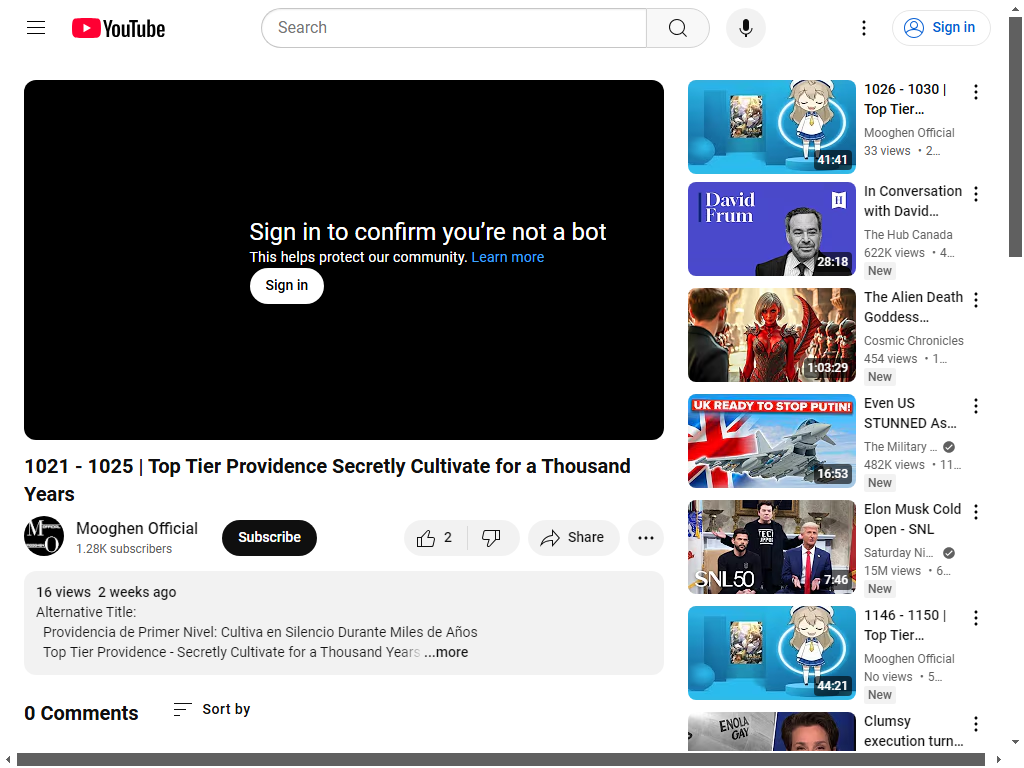 YouTube
Search
Sign in
Sign in to confirm you’re not a bot
This helps protect our community. Learn more
Sign in
1021 - 1025 | Top Tier Providence Secretly Cultivate for a Thousand
Years
Mooghen Official
1.28K subscribers
Subscribe
2
Share
16 views 2 weeks ago
Alternative Title:
Providencia de Primer Nivel: Cultiva en Silencio Durante Miles de Años
Top Tier Providence - Secretly Cultivate for a Thousand Years ...more
0 Comments
Sort by
41:41
1026 - 1030 |
Top Tier…
Mooghen Official
33 views • 2…
David
Frum
28:18
In Conversation
with David…
The Hub Canada
622K views • 4…
New
1:03:29
The Alien Death
Goddess…
Cosmic Chronicles
454 views • 1…
New
UK READY TO STOP PUTIN!
16:53
Even US
STUNNED As…
The Military …
482K views • 11…
New
SNL50
7:46
Elon Musk Cold
Open - SNL
Saturday Ni…
15M views • 6…
New
44:21
1146 - 1150 |
Top Tier…
Mooghen Official
No views • 5…
New
ENOLA
GAY
Clumsy
execution turn…